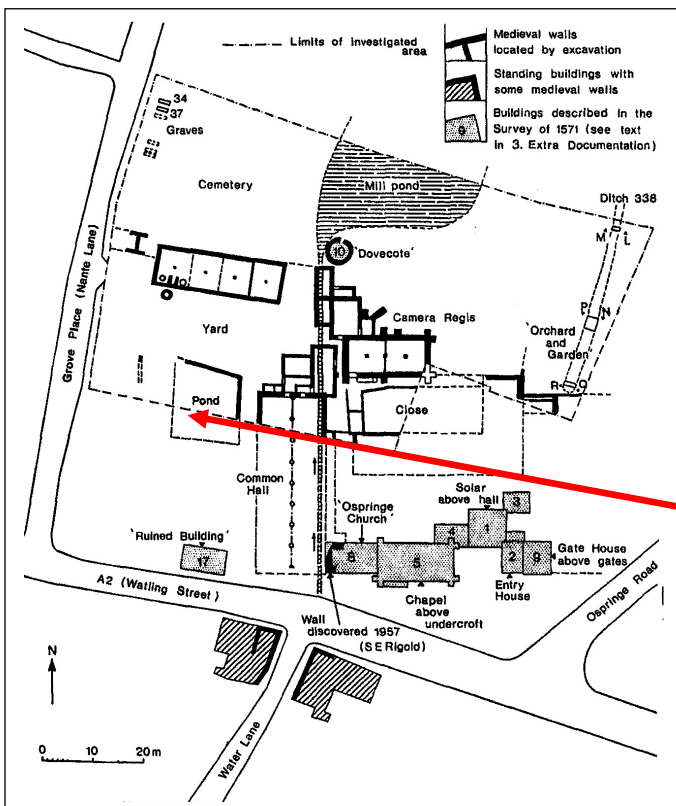 Limits of investigated
area
Medieval walls
located by excavation
Standing buildings with
some medieval walls
9
Buildings described in the
Survey of 1571 (see text
in 3. Extra Documentation)
34
37
Graves
Cemetery
Mill pond
Ditch 338
M
L
10
'Dovecote'
Grove Place (Nante Lane)
Camera Regis
P
N
'Orchard
and
Garden'
Yard
R
O
Pond
Close
Common
Hall
Solar
above hall
3
'Ospringe
Church'
4
1
'Ruined Building'
17
6
5
2
9
Gate House
above gates
Entry
House
Chapel
above
undercroft
A2 (Watling Street)
Wall
discovered 1957
(S E Rigold)
Ospringe Road
N
Water Lane
0 10 20 m